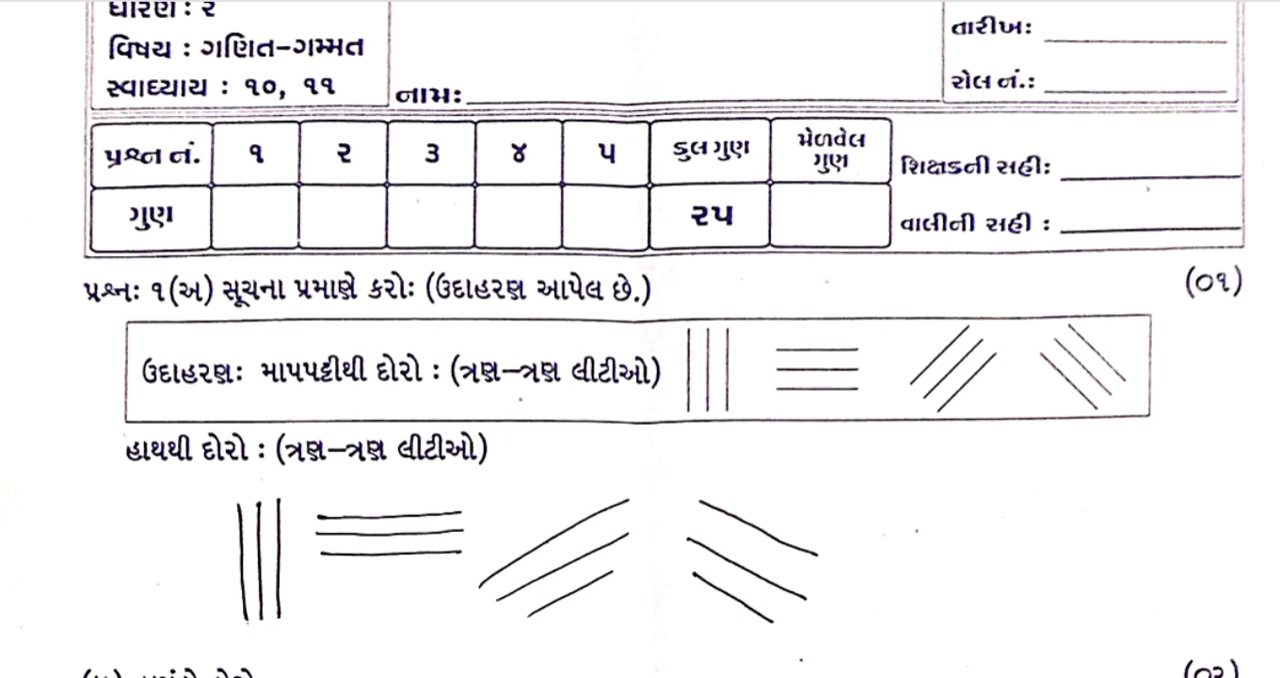 ધોરણ : ૨
વિષય : ગણિત-ગમ્મત
સ્વાધ્યાય : ૧૦, ૧૧
નામ:
તારીખ:
રોલ નં.:
પ્રશ્ન નં. ૧ ૨ ૩ ૪ ૫ કુલ ગુણ મેળવેલ ગુણ
ગુણ ૨૫
શિક્ષકની સહી:
વાલીની સહી :
પ્રશ્ન: ૧(અ) સૂચના પ્રમાણે કરો: (ઉદાહરણ આપેલ છે.) (૦૧)
ઉદાહરણ: માપપટ્ટીથી દોરો : (ત્રણ-ત્રણ લીટીઓ)
હાથથી દોરો : (ત્રણ-ત્રણ લીટીઓ)